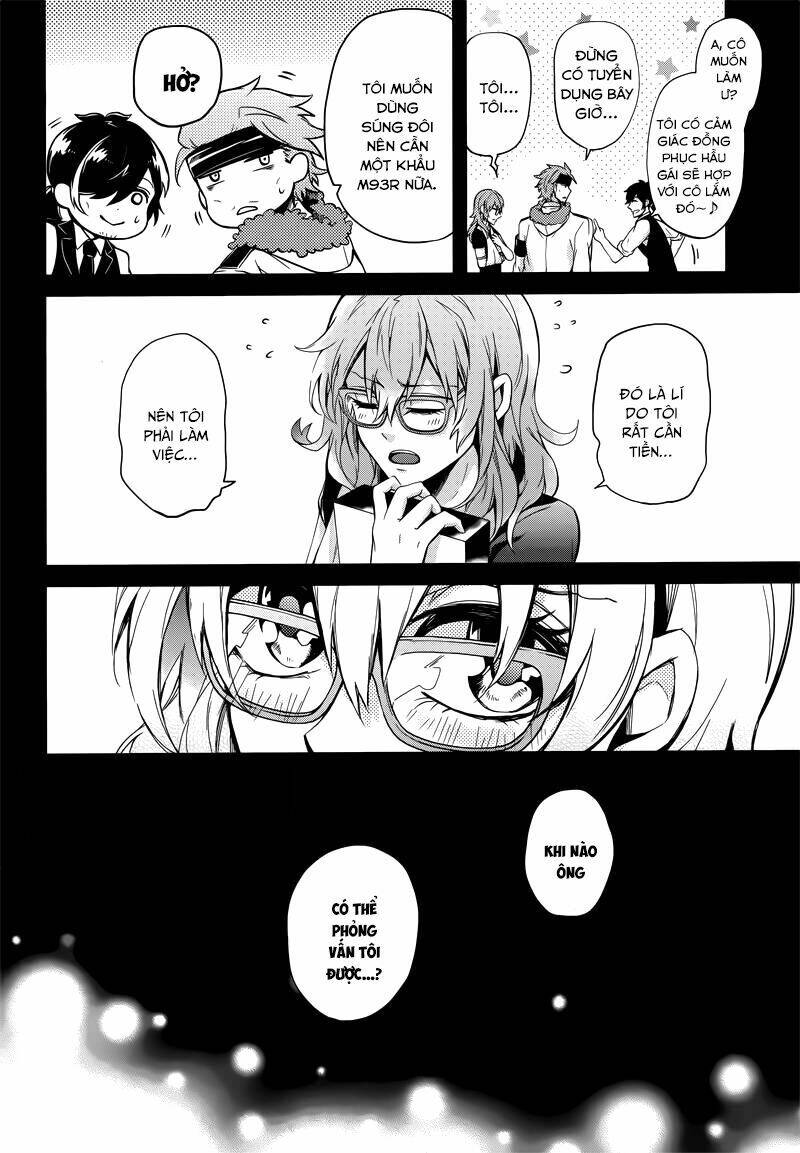 A, CÔ
MUỐN
LÀM
Ư?
TÔI CÓ CẢM
GIÁC ĐỒNG
PHỤC HẦU
GÁI SẼ HỢP
VỚI CÔ LẮM
ĐÓ~♪
ĐỪNG
CÓ TUYỂN
DỤNG BÂY
GIỜ...
TÔI...
TÔI...
TÔI MUỐN
DÙNG
SÚNG ĐÔI
NÊN CẦN
MỘT KHẨU
M93R NỮA.
HỞ?
ĐÓ LÀ LÍ
DO TÔI
RẤT CẦN
TIỀN...
NÊN TÔI
PHẢI LÀM
VIỆC...
KHI NÀO
ÔNG
CÓ THỂ
PHỎNG
VẤN TÔI
ĐƯỢC...?